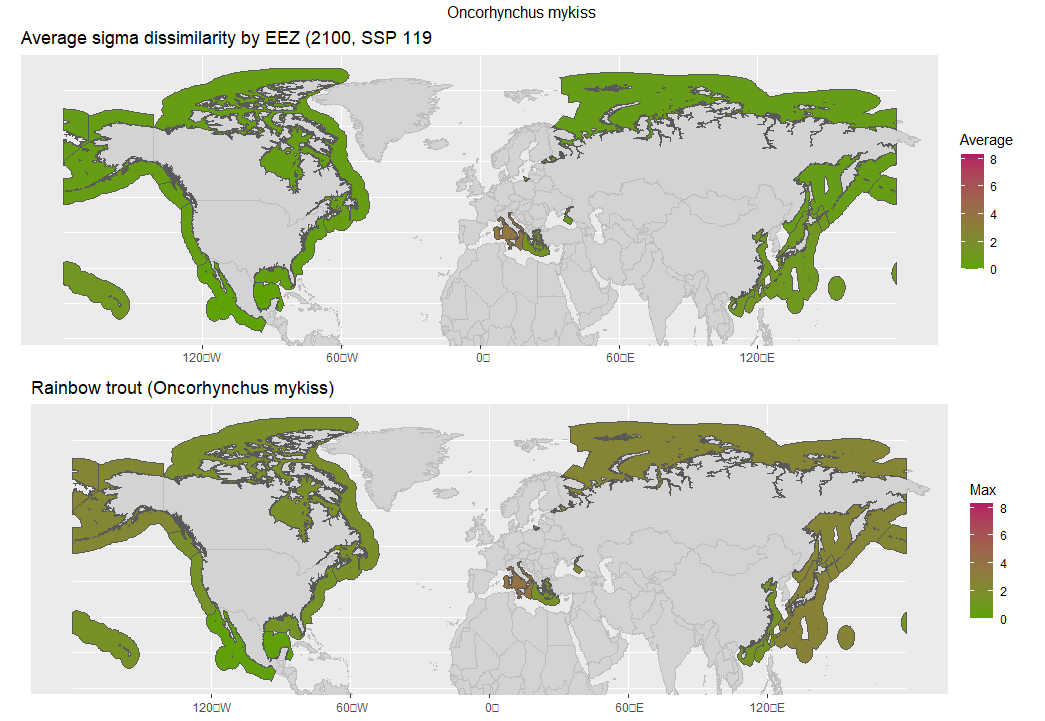 Oncorhynchus mykiss
Average sigma dissimilarity by EEZ (2100, SSP 119
Average
8
6
4
2
0
120□W 60□W 0□ 60□E 120□E
Rainbow trout (Oncorhynchus mykiss)
Max
8
6
4
2
0
120□W 60□W 0□ 60□E 120□E